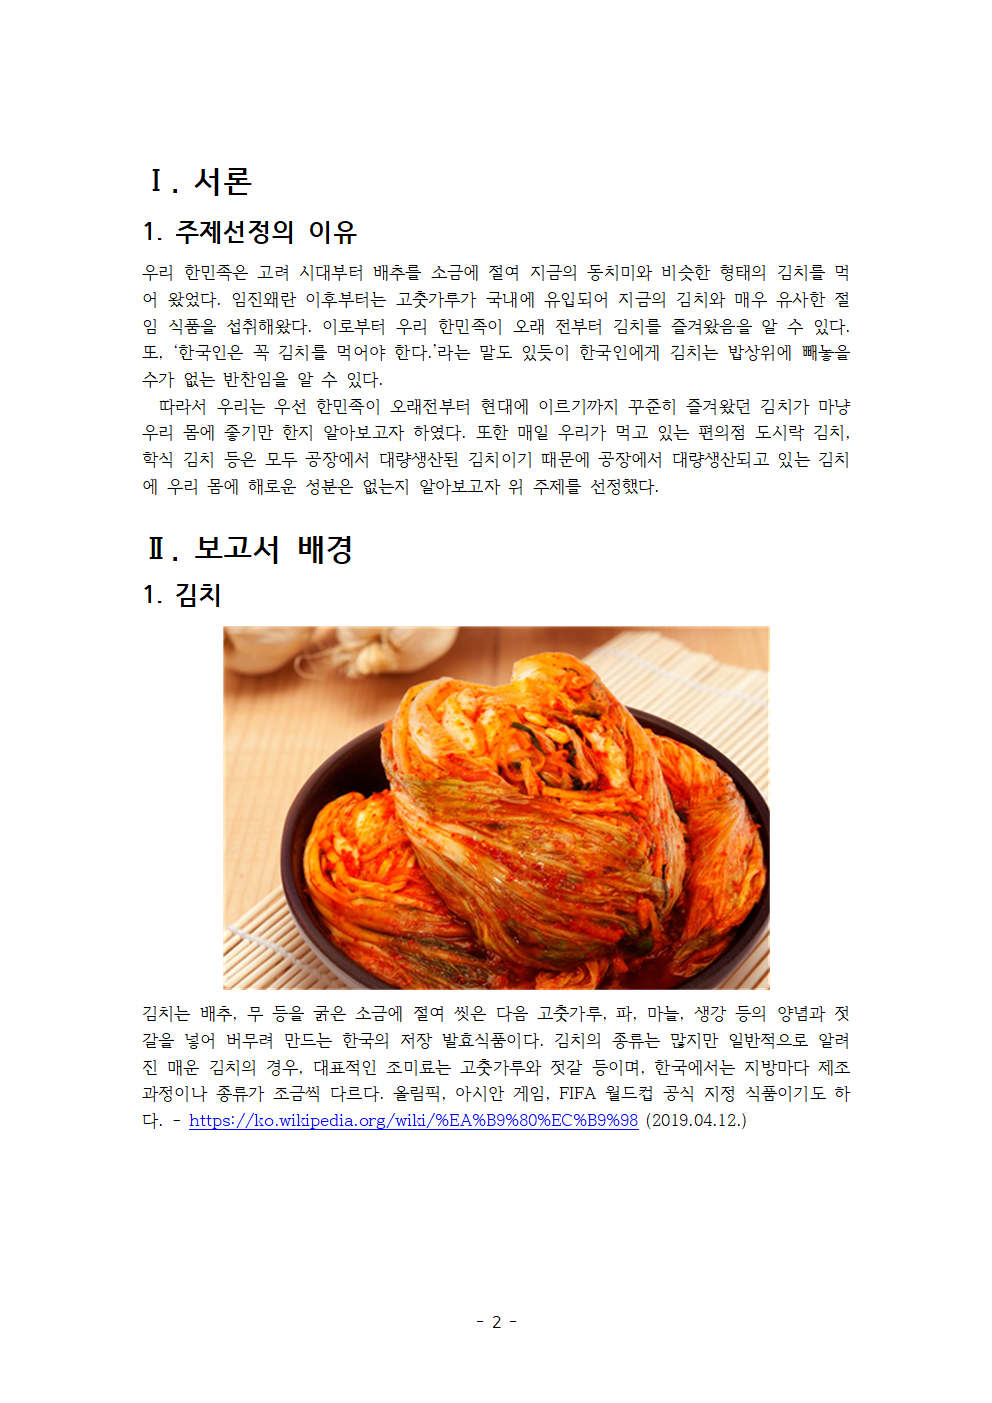 Ⅰ. 서론
1. 주제선정의 이유
우리 한민족은 고려 시대부터 배추를 소금에 절여 지금의 동치미와 비슷한 형태의 김치를 먹
어 왔었다. 임진왜란 이후부터는 고춧가루가 국내에 유입되어 지금의 김치와 매우 유사한 절
임 식품을 섭취해왔다. 이로부터 우리 한민족이 오래 전부터 김치를 즐겨왔음을 알 수 있다.
또, ‘한국인은 꼭 김치를 먹어야 한다.’라는 말도 있듯이 한국인에게 김치는 밥상위에 빼놓을
수가 없는 반찬임을 알 수 있다.
따라서 우리는 우선 한민족이 오래전부터 현대에 이르기까지 꾸준히 즐겨왔던 김치가 마냥
우리 몸에 좋기만 한지 알아보고자 하였다. 또한 매일 우리가 먹고 있는 편의점 도시락 김치,
학식 김치 등은 모두 공장에서 대량생산된 김치이기 때문에 공장에서 대량생산되고 있는 김치
에 우리 몸에 해로운 성분은 없는지 알아보고자 위 주제를 선정했다.
Ⅱ. 보고서 배경
1. 김치
김치는 배추, 무 등을 굵은 소금에 절여 씻은 다음 고춧가루, 파, 마늘, 생강 등의 양념과 젓
갈을 넣어 버무려 만드는 한국의 저장 발효식품이다. 김치의 종류는 많지만 일반적으로 알려
진 매운 김치의 경우, 대표적인 조미료는 고춧가루와 젓갈 등이며, 한국에서는 지방마다 제조
과정이나 종류가 조금씩 다르다. 올림픽, 아시안 게임, FIFA 월드컵 공식 지정 식품이기도 하
다. - https://ko.wikipedia.org/wiki/%EA%B9%80%EC%B9%98 (2019.04.12.)
- 2 -